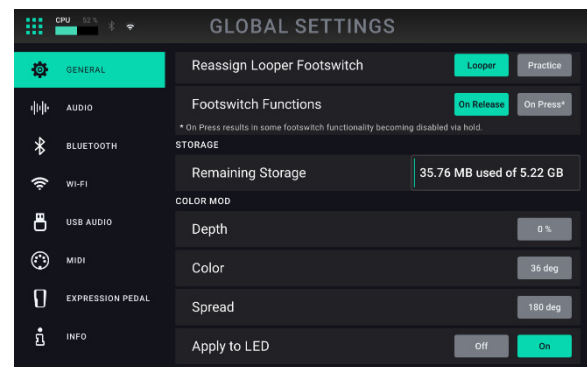 CPU 52 %
GLOBAL SETTINGS
GENERAL
AUDIO
BLUETOOTH
WI-FI
USB AUDIO
MIDI
EXPRESSION PEDAL
INFO
Reassign Looper Footswitch Looper Practice
Footswitch Functions On Release On Press*
* On Press results in some footswitch functionality becoming disabled via hold.
STORAGE
Remaining Storage 35.76 MB used of 5.22 GB
COLOR MOD
Depth 0 %
Color 36 deg
Spread 180 deg
Apply to LED Off On